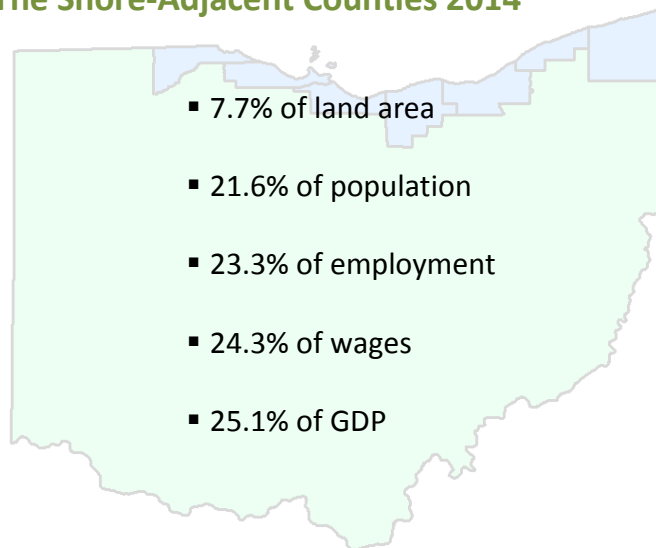 The Shore-Adjacent Counties 2014
▪ 7.7% of land area
▪ 21.6% of population
▪ 23.3% of employment
▪ 24.3% of wages
▪ 25.1% of GDP